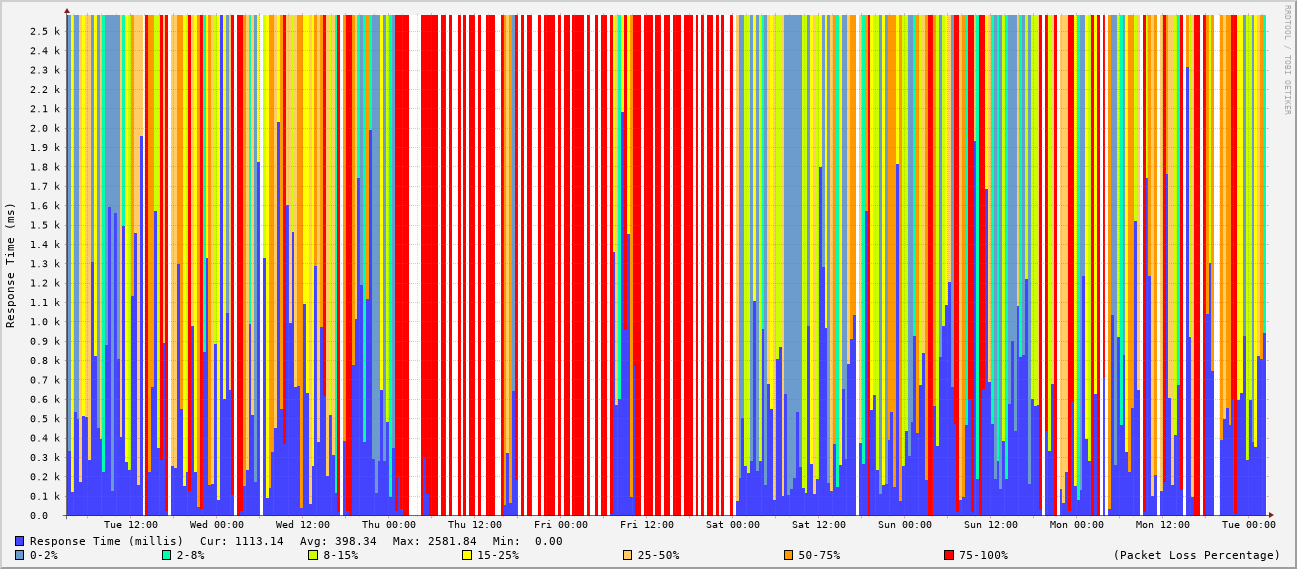 RRDTOOL / TOBI OETIKER
Response Time (ms)
2.5 k
2.4 k
2.3 k
2.2 k
2.1 k
2.0 k
1.9 k
1.8 k
1.7 k
1.6 k
1.5 k
1.4 k
1.3 k
1.2 k
1.1 k
1.0 k
0.9 k
0.8 k
0.7 k
0.6 k
0.5 k
0.4 k
0.3 k
0.2 k
0.1 k
0.0
Tue 12:00 Wed 00:00 Wed 12:00 Thu 00:00 Thu 12:00 Fri 00:00 Fri 12:00 Sat 00:00 Sat 12:00 Sun 00:00 Sun 12:00 Mon 00:00 Mon 12:00 Tue 00:00
Response Time (millis) Cur: 1113.14 Avg: 398.34 Max: 2581.84 Min: 0.00
0-2% 2-8% 8-15% 15-25% 25-50% 50-75% 75-100% (Packet Loss Percentage)